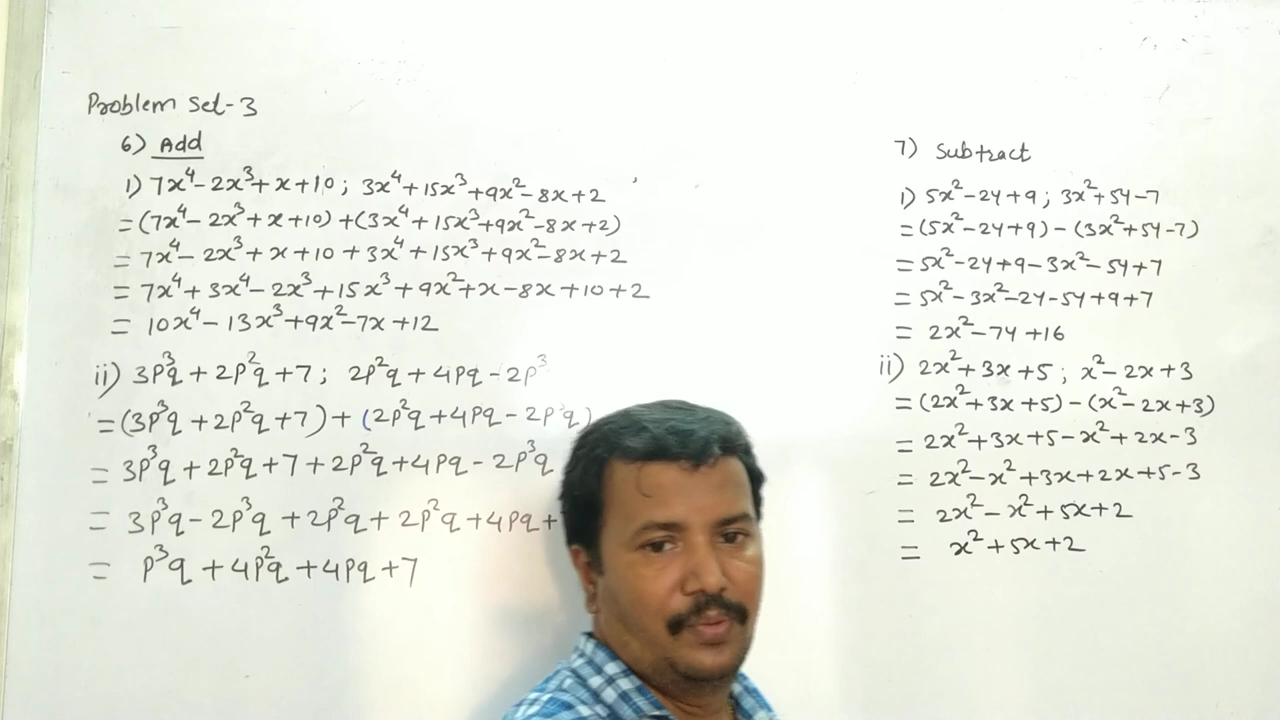 Problem Set-3
6) Add
i) 7x⁴ - 2x³ + x + 10 ; 3x⁴ + 15x³ + 9x² - 8x + 2
= (7x⁴ - 2x³ + x + 10) + (3x⁴ + 15x³ + 9x² - 8x + 2)
= 7x⁴ - 2x³ + x + 10 + 3x⁴ + 15x³ + 9x² - 8x + 2
= 7x⁴ + 3x⁴ - 2x³ + 15x³ + 9x² + x - 8x + 10 + 2
= 10x⁴ - 13x³ + 9x² - 7x + 12
ii) 3p³q + 2p²q + 7 ; 2p²q + 4pq - 2p³
= (3p³q + 2p²q + 7) + (2p²q + 4pq - 2p³q)
= 3p³q + 2p²q + 7 + 2p²q + 4pq - 2p³q
= 3p³q - 2p³q + 2p²q + 2p²q + 4pq +
= p³q + 4p²q + 4pq + 7
7) Subtract
i) 5x² - 2y + 9 ; 3x² + 5y - 7
= (5x² - 2y + 9) - (3x² + 5y - 7)
= 5x² - 2y + 9 - 3x² - 5y + 7
= 5x² - 3x² - 2y - 5y + 9 + 7
= 2x² - 7y + 16
ii) 2x² + 3x + 5 ; x² - 2x + 3
= (2x² + 3x + 5) - (x² - 2x + 3)
= 2x² + 3x + 5 - x² + 2x - 3
= 2x² - x² + 3x + 2x + 5 - 3
= 2x² - x² + 5x + 2
= x² + 5x + 2